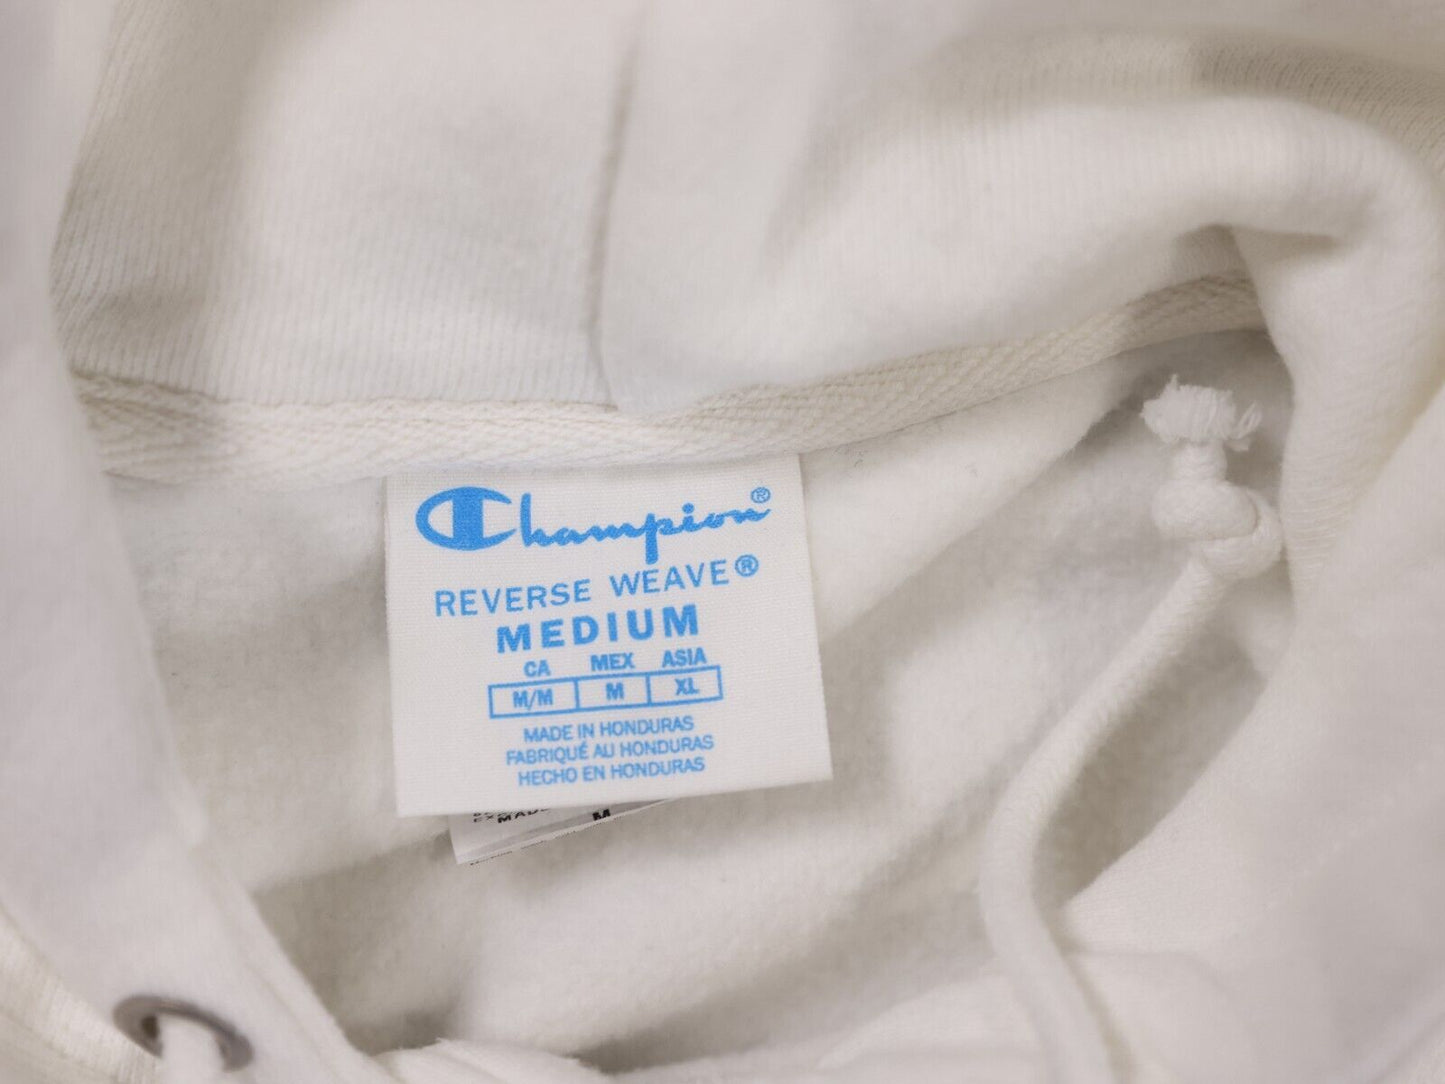 Champion®
REVERSE WEAVE®
MEDIUM
CA MEX ASIA
M/M M XL
MADE IN HONDURAS
FABRIQUÉ AU HONDURAS
HECHO EN HONDURAS
M